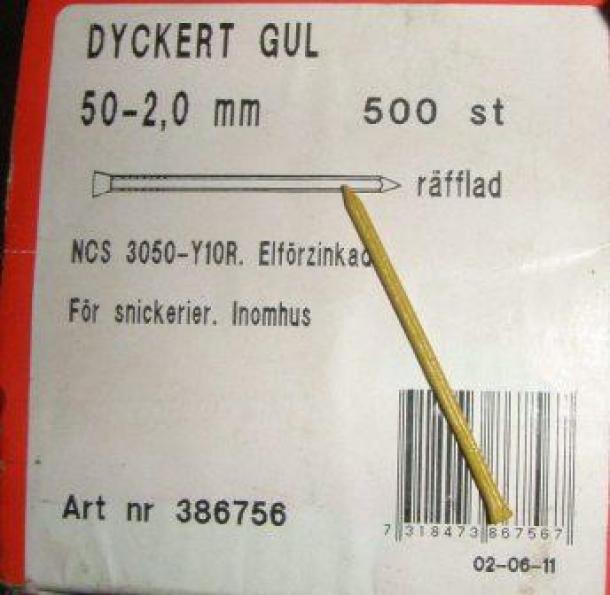 DYCKERT GUL
50-2,0 mm 500 st
räfflad
NCS 3050-Y10R. Elförzinkad
För snickerier. Inomhus
Art nr 386756
7 318473 867567
02-06-11